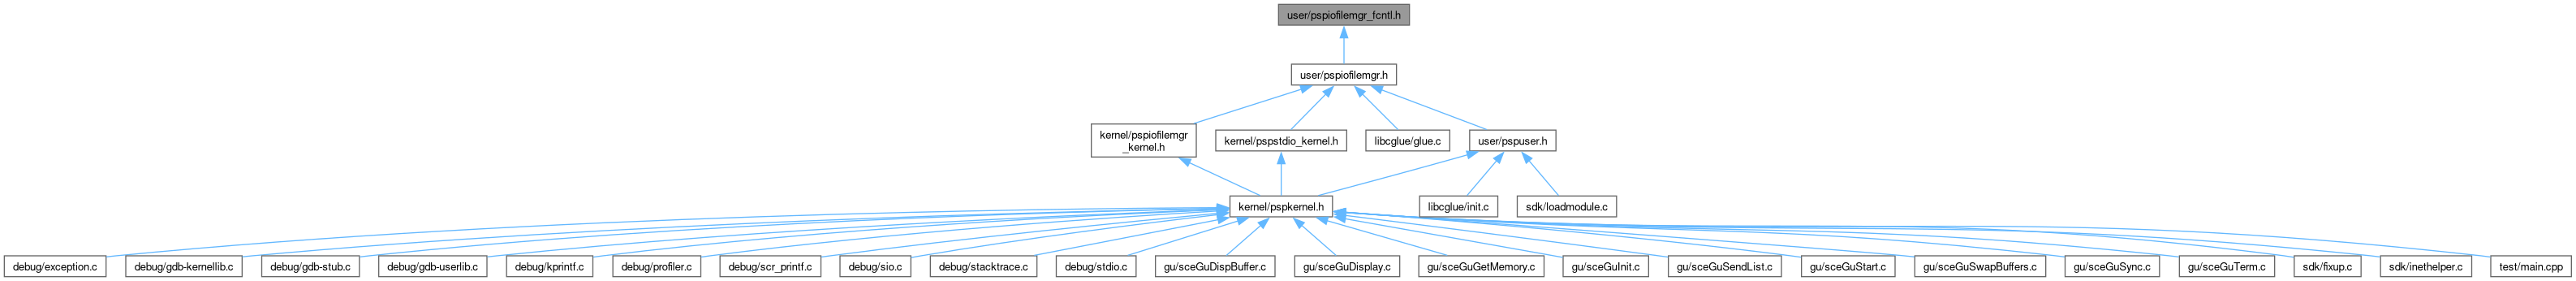 user/pspiofilemgr_fcntl.h
user/pspiofilemgr.h
kernel/pspiofilemgr
_kernel.h
kernel/pspstdio_kernel.h
libcglue/glue.c
user/pspuser.h
kernel/pspkernel.h
libcglue/init.c
sdk/loadmodule.c
debug/exception.c
debug/gdb-kernellib.c
debug/gdb-stub.c
debug/gdb-userlib.c
debug/kprintf.c
debug/profiler.c
debug/scr_printf.c
debug/sio.c
debug/stacktrace.c
debug/stdio.c
gu/sceGuDispBuffer.c
gu/sceGuDisplay.c
gu/sceGuGetMemory.c
gu/sceGuInit.c
gu/sceGuSendList.c
gu/sceGuStart.c
gu/sceGuSwapBuffers.c
gu/sceGuSync.c
gu/sceGuTerm.c
sdk/fixup.c
sdk/inethelper.c
test/main.cpp